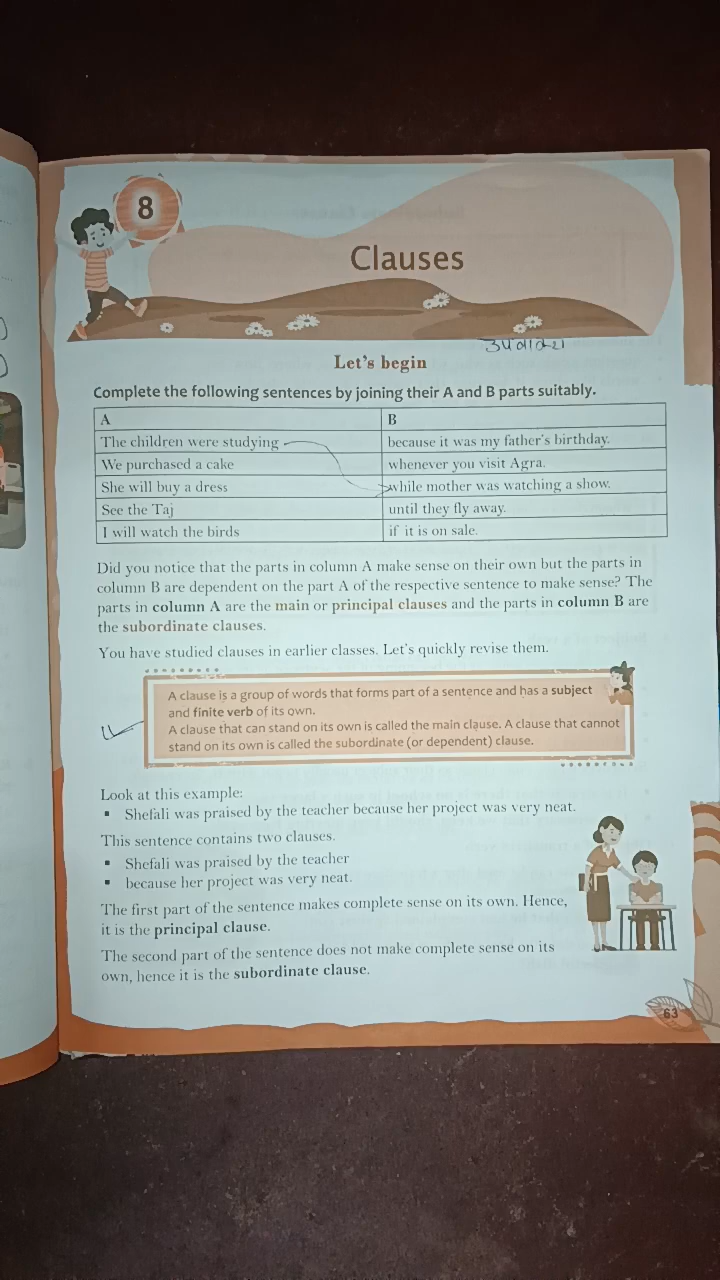 8
Clauses
उपवाक्य
Let's begin
Complete the following sentences by joining their A and B parts suitably.
A B
The children were studying because it was my father's birthday.
We purchased a cake whenever you visit Agra.
She will buy a dress while mother was watching a show.
See the Taj until they fly away.
I will watch the birds if it is on sale.
Did you notice that the parts in column A make sense on their own but the parts in
column B are dependent on the part A of the respective sentence to make sense? The
parts in column A are the main or principal clauses and the parts in column B are
the subordinate clauses.
You have studied clauses in earlier classes. Let's quickly revise them.
A clause is a group of words that forms part of a sentence and has a subject
and finite verb of its own.
A clause that can stand on its own is called the main clause. A clause that cannot
stand on its own is called the subordinate (or dependent) clause.
Look at this example:
▪ Shefali was praised by the teacher because her project was very neat.
This sentence contains two clauses.
▪ Shefali was praised by the teacher
▪ because her project was very neat.
The first part of the sentence makes complete sense on its own. Hence,
it is the principal clause.
The second part of the sentence does not make complete sense on its
own, hence it is the subordinate clause.
63